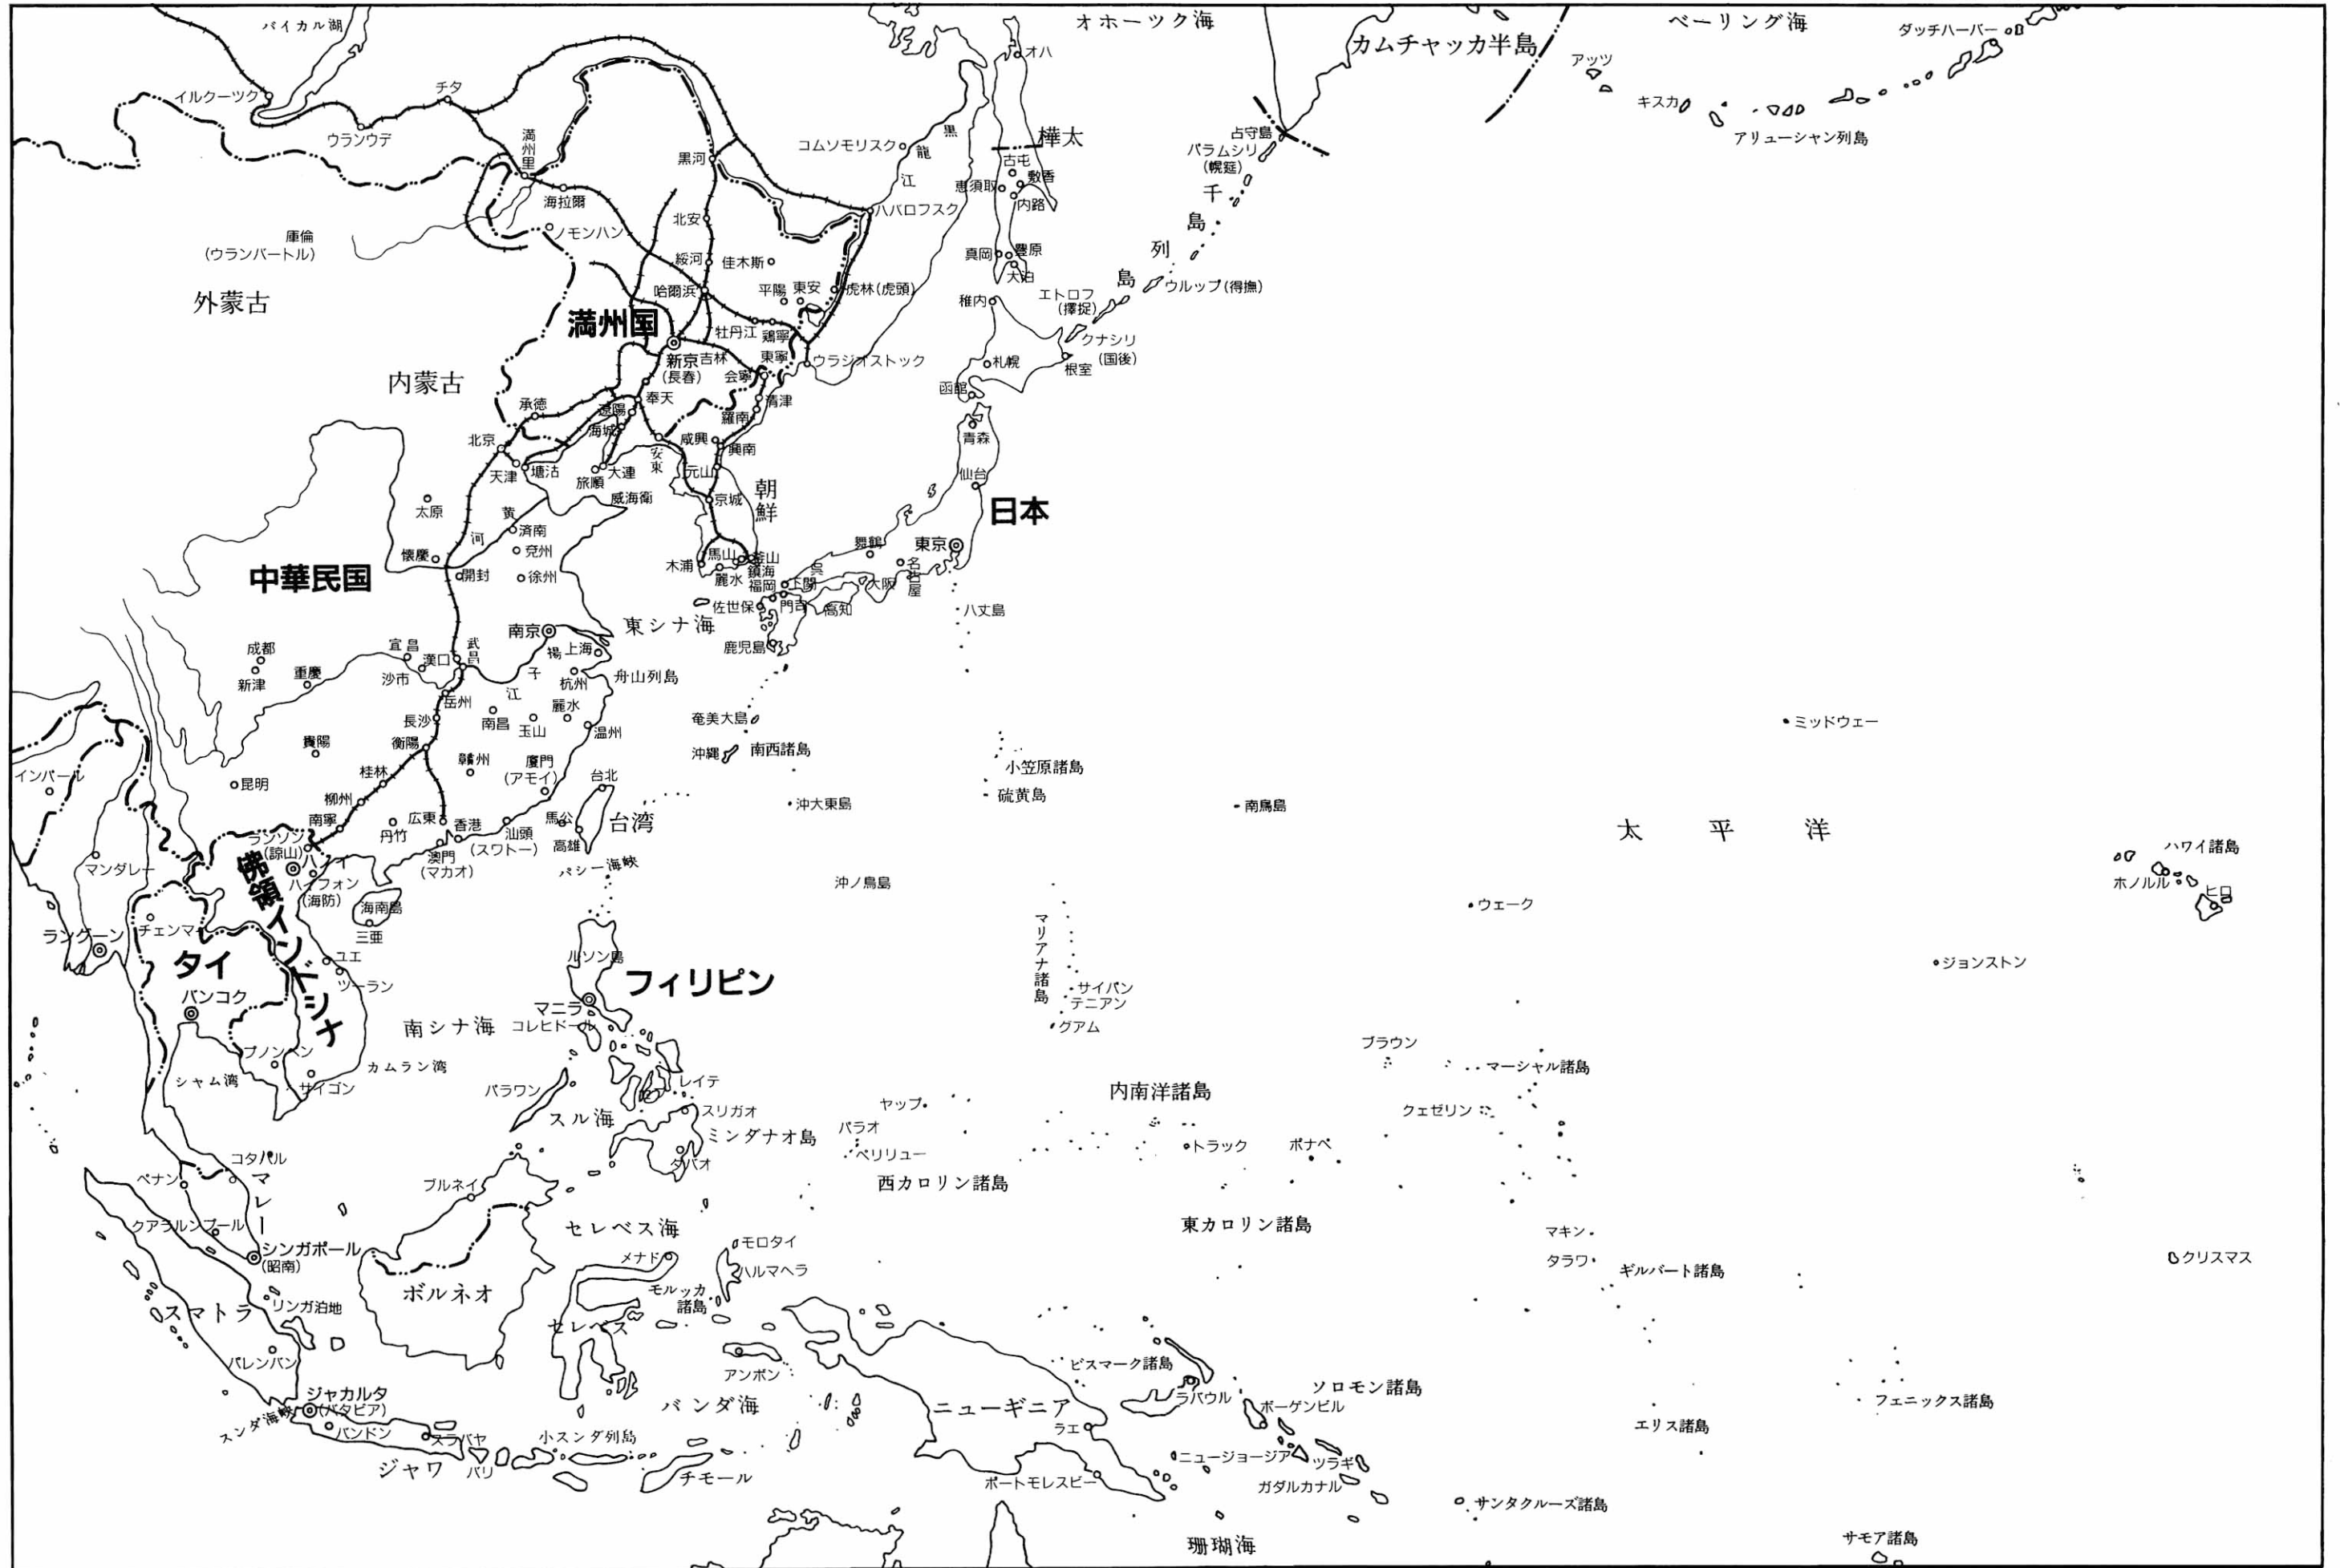 バイカル湖
オホーツク海
カムチャッカ半島
ベーリング海
ダッチハーバー
オハ
アッツ
キスカ
アリューシャン列島
イルクーツク
チタ
ウランウデ
満州里
黒河
コムソモリスク
黒龍江
樺太
占守島
パラムシリ
(幌筵)
古屯
敷香
恵須取
内路
千島列島
海拉爾
ハバロフスク
北安
ノモンハン
庫倫
(ウランバートル)
綏河
佳木斯
真岡
豊原
大泊
外蒙古
哈爾浜
平陽
東安
虎林(虎頭)
稚内
エトロフ
(擇捉)
ウルップ(得撫)
満州国
牡丹江
鶏寧
クナシリ
(国後)
新京
(長春)
吉林
東寧
ウラジオストック
札幌
根室
会寧
内蒙古
函館
承徳
奉天
清津
遼陽
羅南
海城
青森
北京
咸興
興南
安東
天津
塘沽
旅順
大連
元山
仙台
威海衛
京城
朝鮮
日本
太原
黄河
済南
兗州
懐慶
開封
徐州
舞鶴
東京
名古屋
馬山
釜山
木浦
麗水
鎮海
福岡
下関
呉
大阪
中華民国
佐世保
門司
高知
八丈島
南京
東シナ海
鹿児島
成都
新津
重慶
宜昌
漢口
武昌
沙市
揚子江
上海
杭州
舟山列島
岳州
長沙
南昌
玉山
麗水
温州
奄美大島
沖縄
南西諸島
ミッドウェー
貴陽
衡陽
贛州
廈門
(アモイ)
台北
小笠原諸島
インパール
昆明
桂林
柳州
硫黄島
沖大東島
南鳥島
南寧
丹竹
広東
香港
汕頭
(スワトー)
馬公
高雄
台湾
太平洋
ランソン
(諒山)
ハノイ
澳門
(マカオ)
バシー海峡
ハワイ諸島
ホノルル
ヒロ
マンダレー
ハイフォン
(海防)
佛領インドシナ
海南島
三亜
沖ノ鳥島
ウェーク
ラングーン
チェンマイ
マリアナ諸島
ルソン島
タイ
ユエ
ツーラン
フィリピン
ジョンストン
バンコク
サイパン
テニアン
グアム
マニラ
コレヒドール
南シナ海
プノンペン
カムラン湾
シャム湾
サイゴン
ブラウン
マーシャル諸島
パラワン
レイテ
セブ
内南洋諸島
スル海
スリガオ
ヤップ
クェゼリン
ミンダナオ島
パラオ
ペリリュー
トラック
ポナペ
ダバオ
コタバル
ペナン
マレー
西カロリン諸島
ブルネイ
クアラルンプール
セレベス海
東カロリン諸島
マキン
タラワ
シンガポール
(昭南)
メナド
モロタイ
ハルマヘラ
ギルバート諸島
クリスマス
ボルネオ
モルッカ
諸島
スマトラ
リンガ泊地
セレベス
パレンバン
アンボン
ビスマーク諸島
ジャカルタ
(バタビア)
バンダ海
ラバウル
ソロモン諸島
ボーゲンビル
フェニックス諸島
スンダ海峡
バンドン
スラバヤ
ニューギニア
ラエ
エリス諸島
小スンダ列島
ジャワ
バリ
チモール
ポートモレスビー
ニュージョージア
ツラギ
ガダルカナル
サンタクルーズ諸島
珊瑚海
サモア諸島